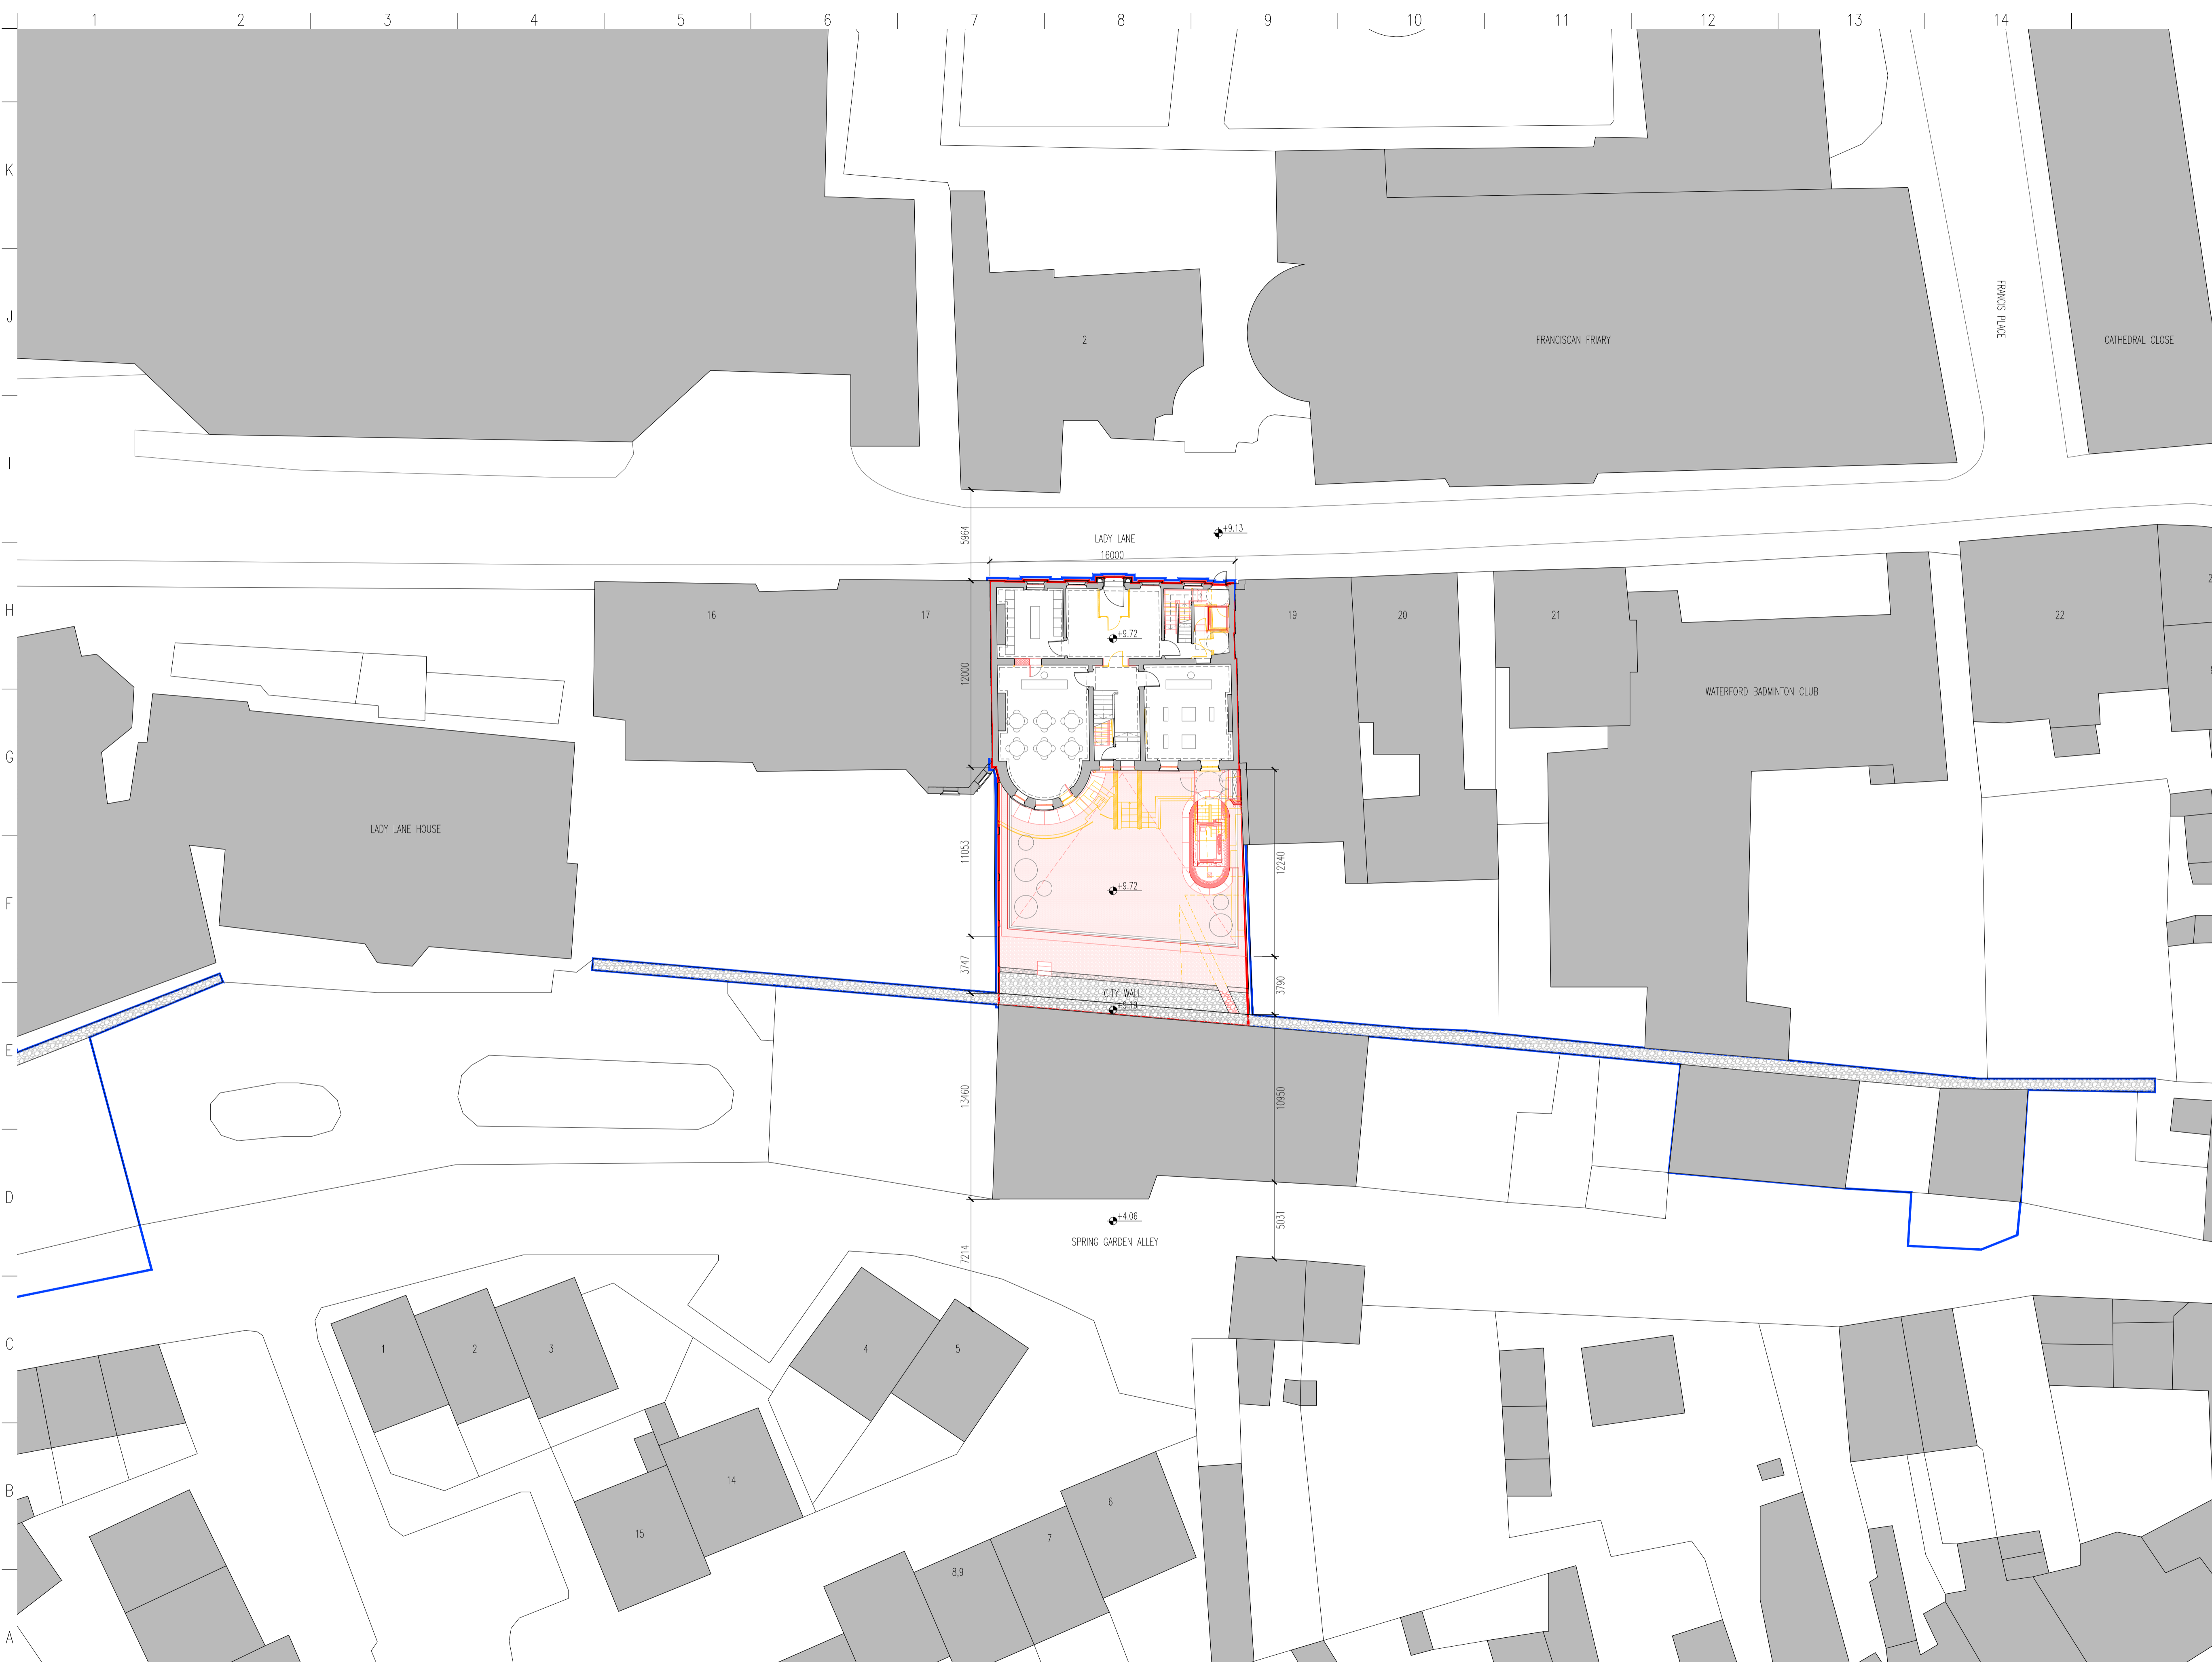 1 2 3 4 5 6 7 8 9 10 11 12 13 14
K
J
I
H
G
F
E
D
C
B
A
2
FRANCISCAN FRIARY
FRANCIS PLACE
CATHEDRAL CLOSE
5964
+9.13
LADY LANE
16000
16
17
19
20
21
22
+9.72
12000
WATERFORD BADMINTON CLUB
LADY LANE HOUSE
11053
12240
+9.72
3747
3790
CITY WALL
+9.19
13460
10950
+4.06
SPRING GARDEN ALLEY
7214
5031
1
2
3
4
5
14
15
6
7
8,9